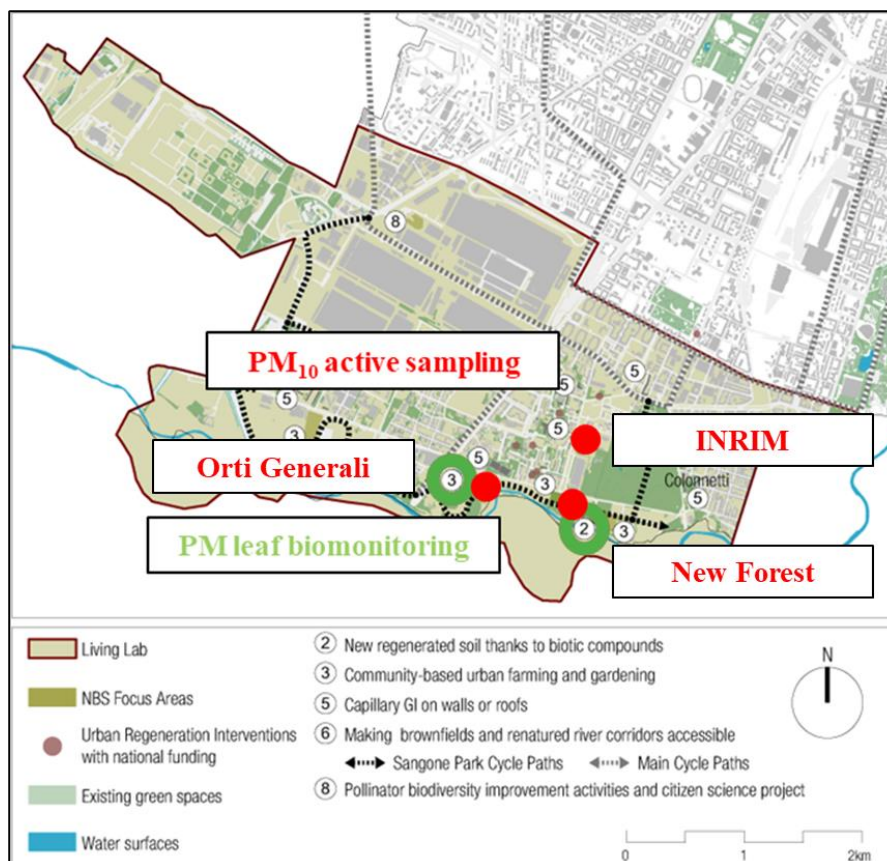 8
PM₁₀ active sampling
5
5
5
5
3
INRIM
Orti Generali
5
3
3
Colonnetti
5
PM leaf biomonitoring
2
3
New Forest
Living Lab
NBS Focus Areas
Urban Regeneration Interventions
with national funding
Existing green spaces
Water surfaces
2 New regenerated soil thanks to biotic compounds
3 Community-based urban farming and gardening
5 Capillary GI on walls or roofs
6 Making brownfields and renatured river corridors accessible
Sangone Park Cycle Paths Main Cycle Paths
8 Pollinator biodiversity improvement activities and citizen science project
N
0 1 2km